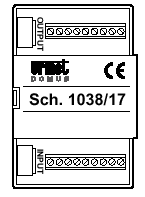 OUTPUT
urmet
DOMUS
CE
Sch. 1038/17
INPUT